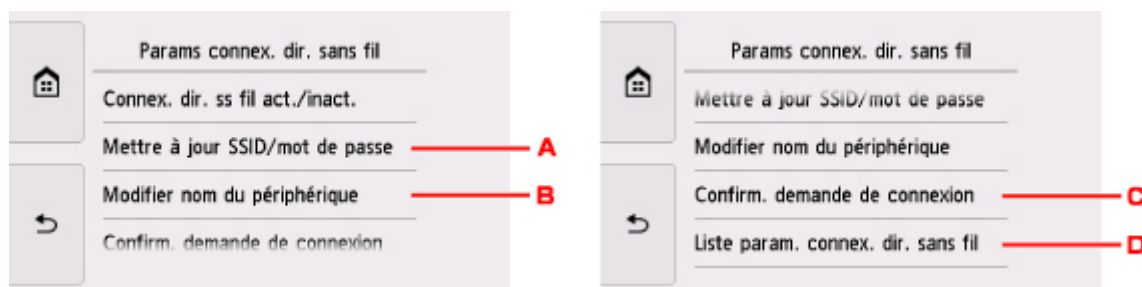 Params connex. dir. sans fil
Connex. dir. ss fil act./inact.
Mettre à jour SSID/mot de passe
A
Modifier nom du périphérique
B
Confirm. demande de connexion
Params connex. dir. sans fil
Mettre à jour SSID/mot de passe
Modifier nom du périphérique
Confirm. demande de connexion
C
Liste param. connex. dir. sans fil
D